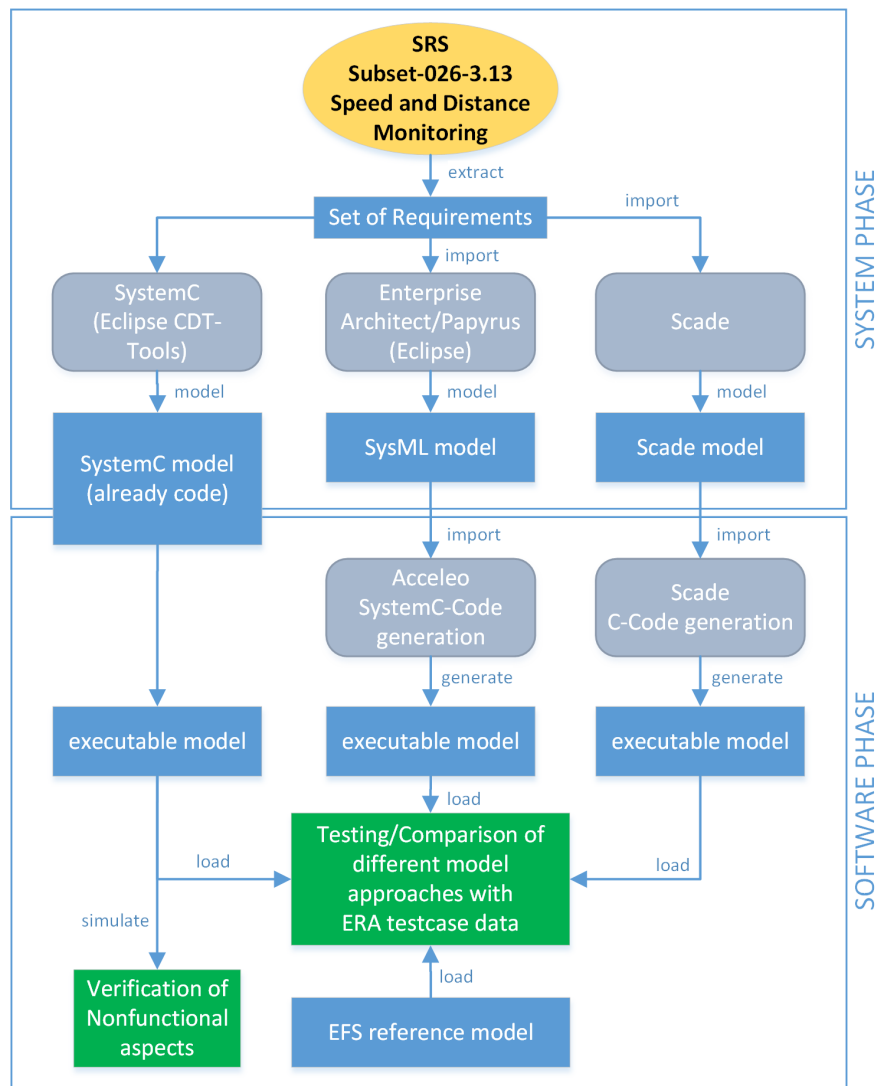 SRS
Subset-026-3.13
Speed and Distance
Monitoring
extract
Set of Requirements
import
import
SystemC
(Eclipse CDT-
Tools)
Enterprise
Architect/Papyrus
(Eclipse)
Scade
model
model
model
SystemC model
(already code)
SysML model
Scade model
SYSTEM PHASE
import
import
Acceleo
SystemC-Code
generation
Scade
C-Code generation
generate
generate
executable model
executable model
executable model
load
Testing/Comparison of
different model
approaches with
ERA testcase data
load
load
simulate
load
Verification of
Nonfunctional
aspects
EFS reference model
SOFTWARE PHASE